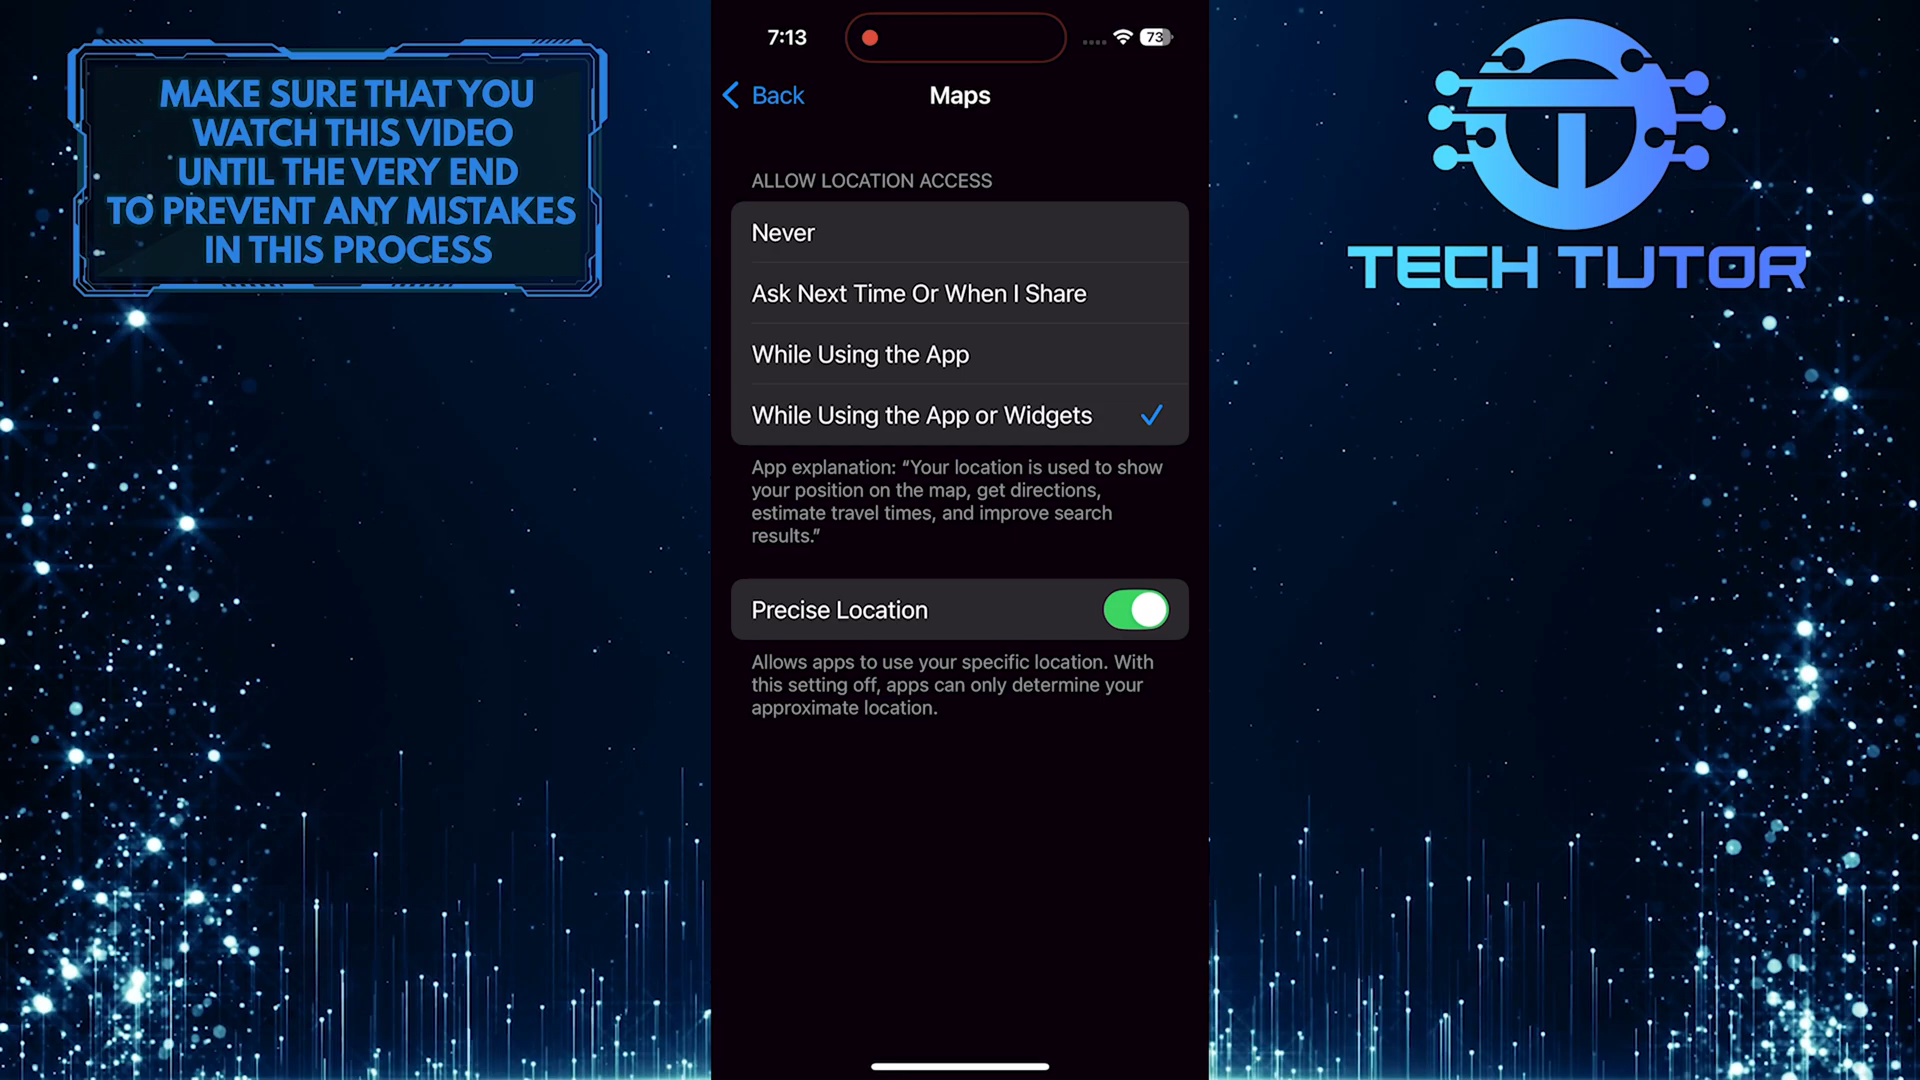 MAKE SURE THAT YOU
WATCH THIS VIDEO
UNTIL THE VERY END
TO PREVENT ANY MISTAKES
IN THIS PROCESS
7:13
73
Back
Maps
ALLOW LOCATION ACCESS
Never
Ask Next Time Or When I Share
While Using the App
While Using the App or Widgets
App explanation: “Your location is used to show
your position on the map, get directions,
estimate travel times, and improve search
results.”
Precise Location
Allows apps to use your specific location. With
this setting off, apps can only determine your
approximate location.
TECH TUTOR